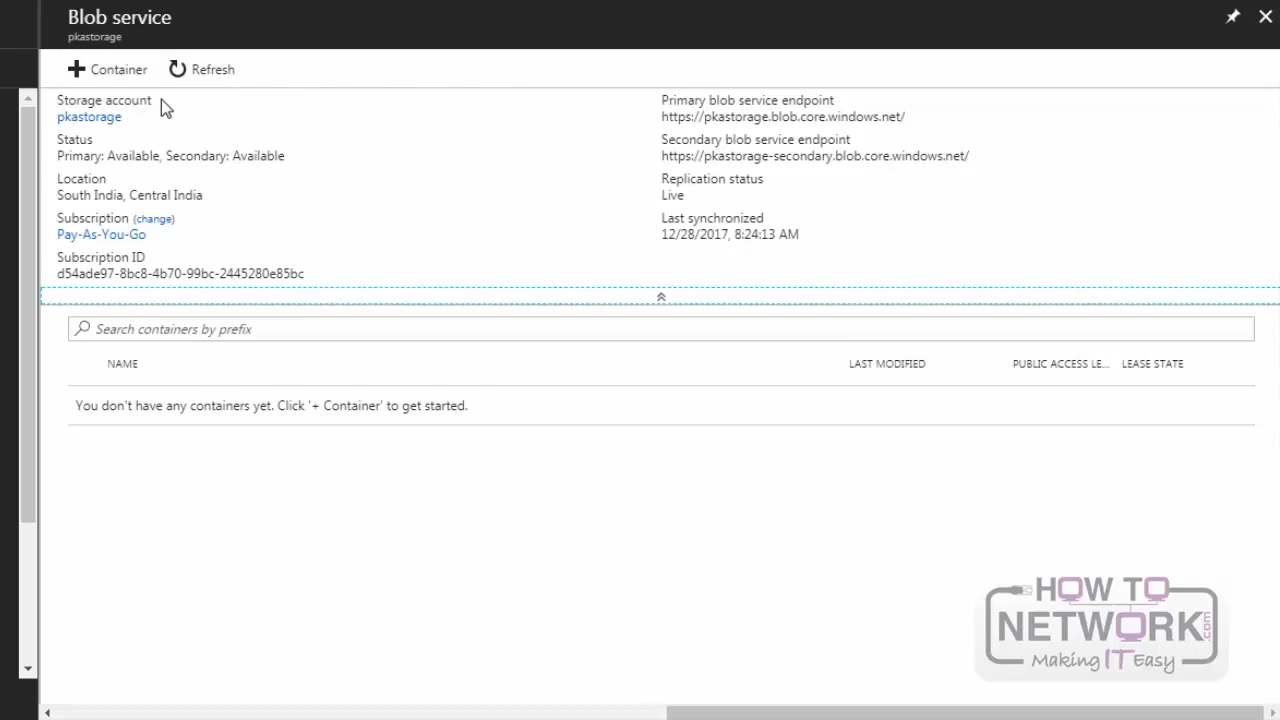 Blob service
pkastorage
Container
Refresh
Storage account
pkastorage
Status
Primary: Available, Secondary: Available
Location
South India, Central India
Subscription (change)
Pay-As-You-Go
Subscription ID
d54ade97-8bc8-4b70-99bc-2445280e85bc
Primary blob service endpoint
https://pkastorage.blob.core.windows.net/
Secondary blob service endpoint
https://pkastorage-secondary.blob.core.windows.net/
Replication status
Live
Last synchronized
12/28/2017, 8:24:13 AM
Search containers by prefix
NAME LAST MODIFIED PUBLIC ACCESS LE... LEASE STATE
You don't have any containers yet. Click '+ Container' to get started.
HOW TO
NETWORK.com
Making IT Easy